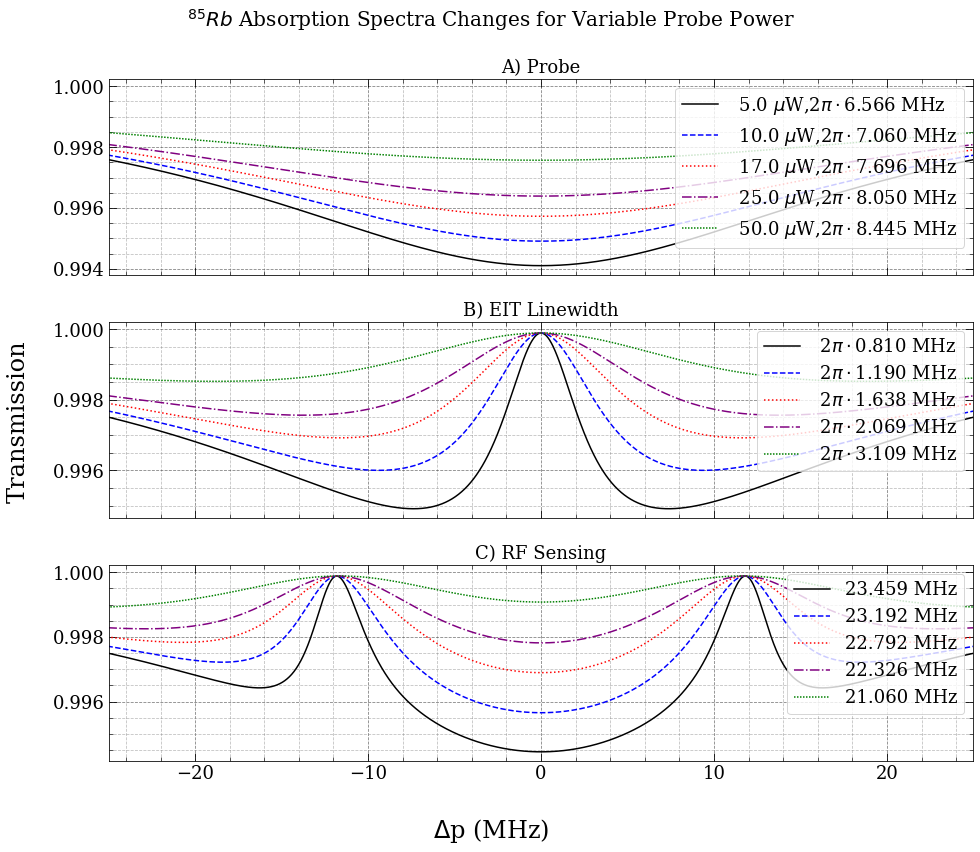 ⁸⁵Rb Absorption Spectra Changes for Variable Probe Power
A) Probe
1.000
0.998
0.996
0.994
5.0 μW,2π · 6.566 MHz
10.0 μW,2π · 7.060 MHz
17.0 μW,2π · 7.696 MHz
25.0 μW,2π · 8.050 MHz
50.0 μW,2π · 8.445 MHz
B) EIT Linewidth
Transmission
1.000
0.998
0.996
2π · 0.810 MHz
2π · 1.190 MHz
2π · 1.638 MHz
2π · 2.069 MHz
2π · 3.109 MHz
C) RF Sensing
1.000
0.998
0.996
23.459 MHz
23.192 MHz
22.792 MHz
22.326 MHz
21.060 MHz
−20 −10 0 10 20
Δp (MHz)